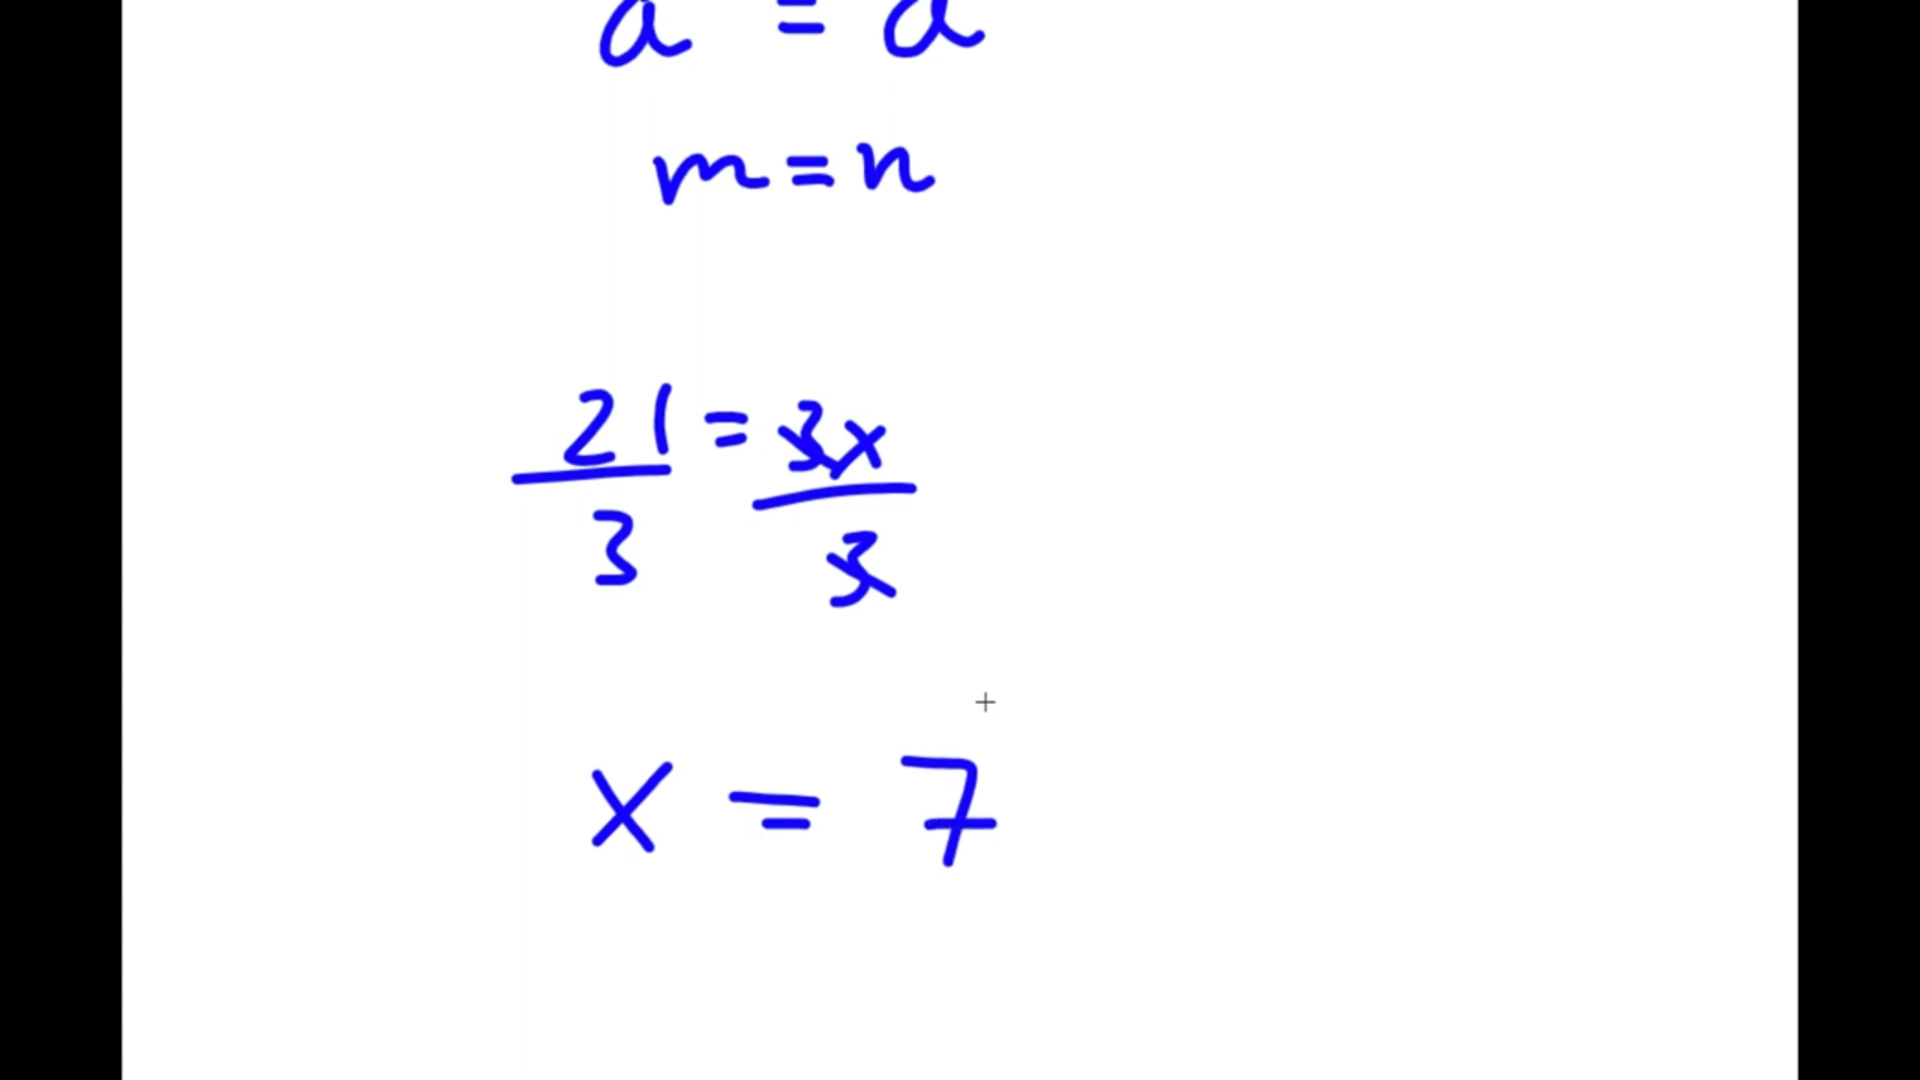 a = a
m = n
21 = 3x
3 3
x = 7